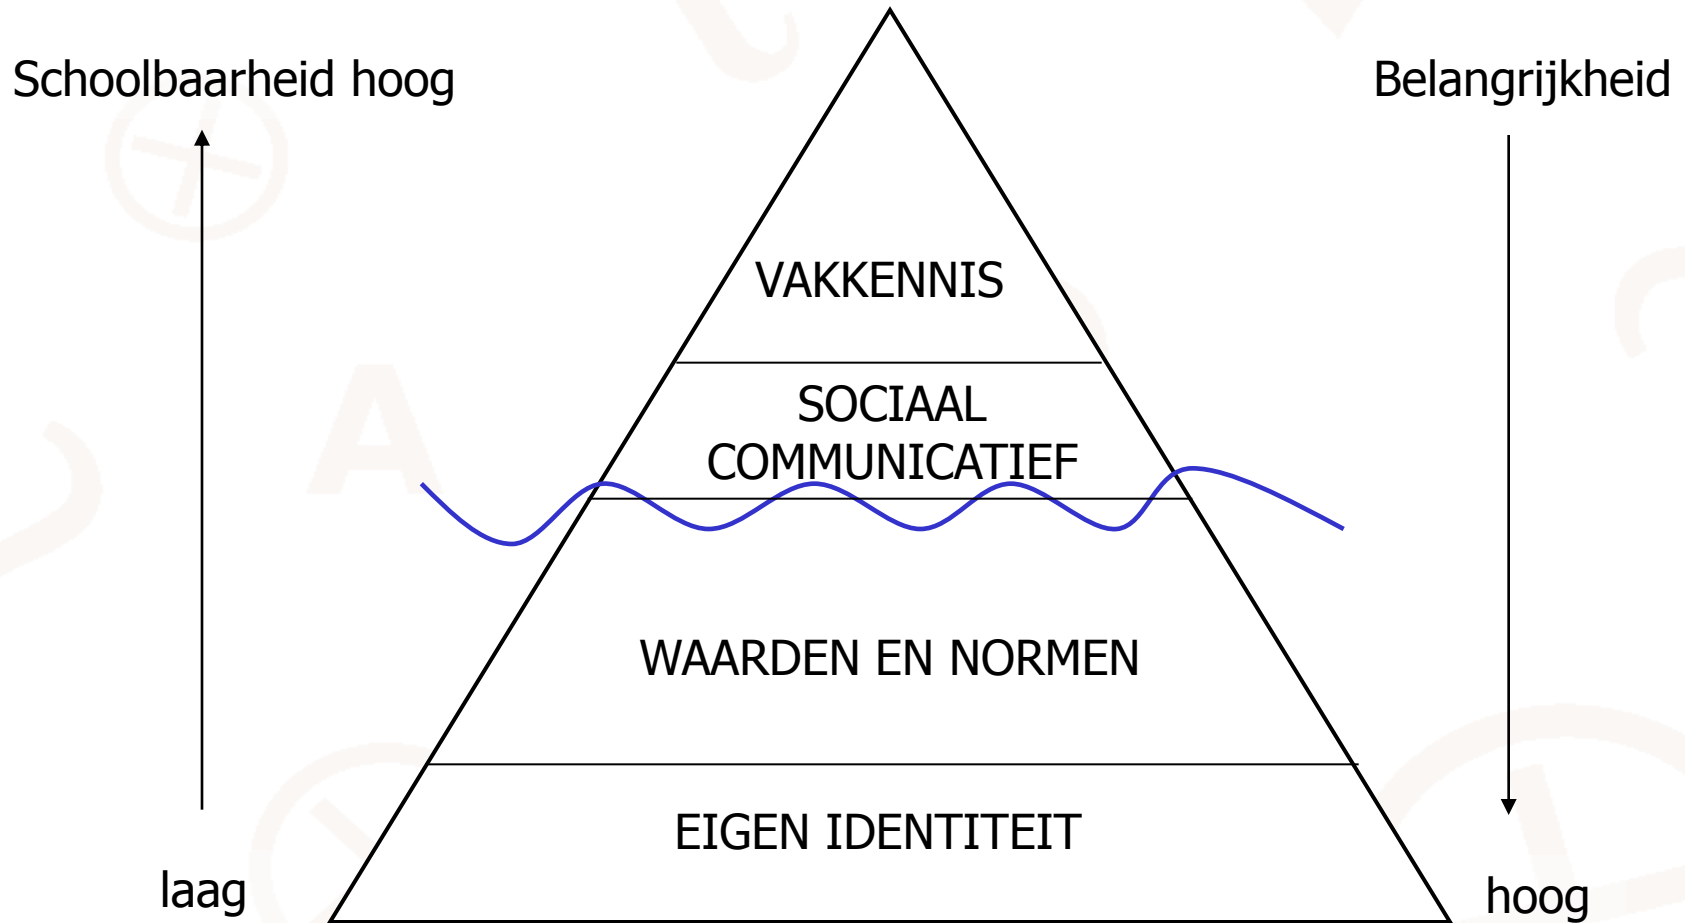 Schoolbaarheid hoog
Belangrijkheid
VAKKENNIS
SOCIAAL
COMMUNICATIEF
WAARDEN EN NORMEN
EIGEN IDENTITEIT
laag
hoog